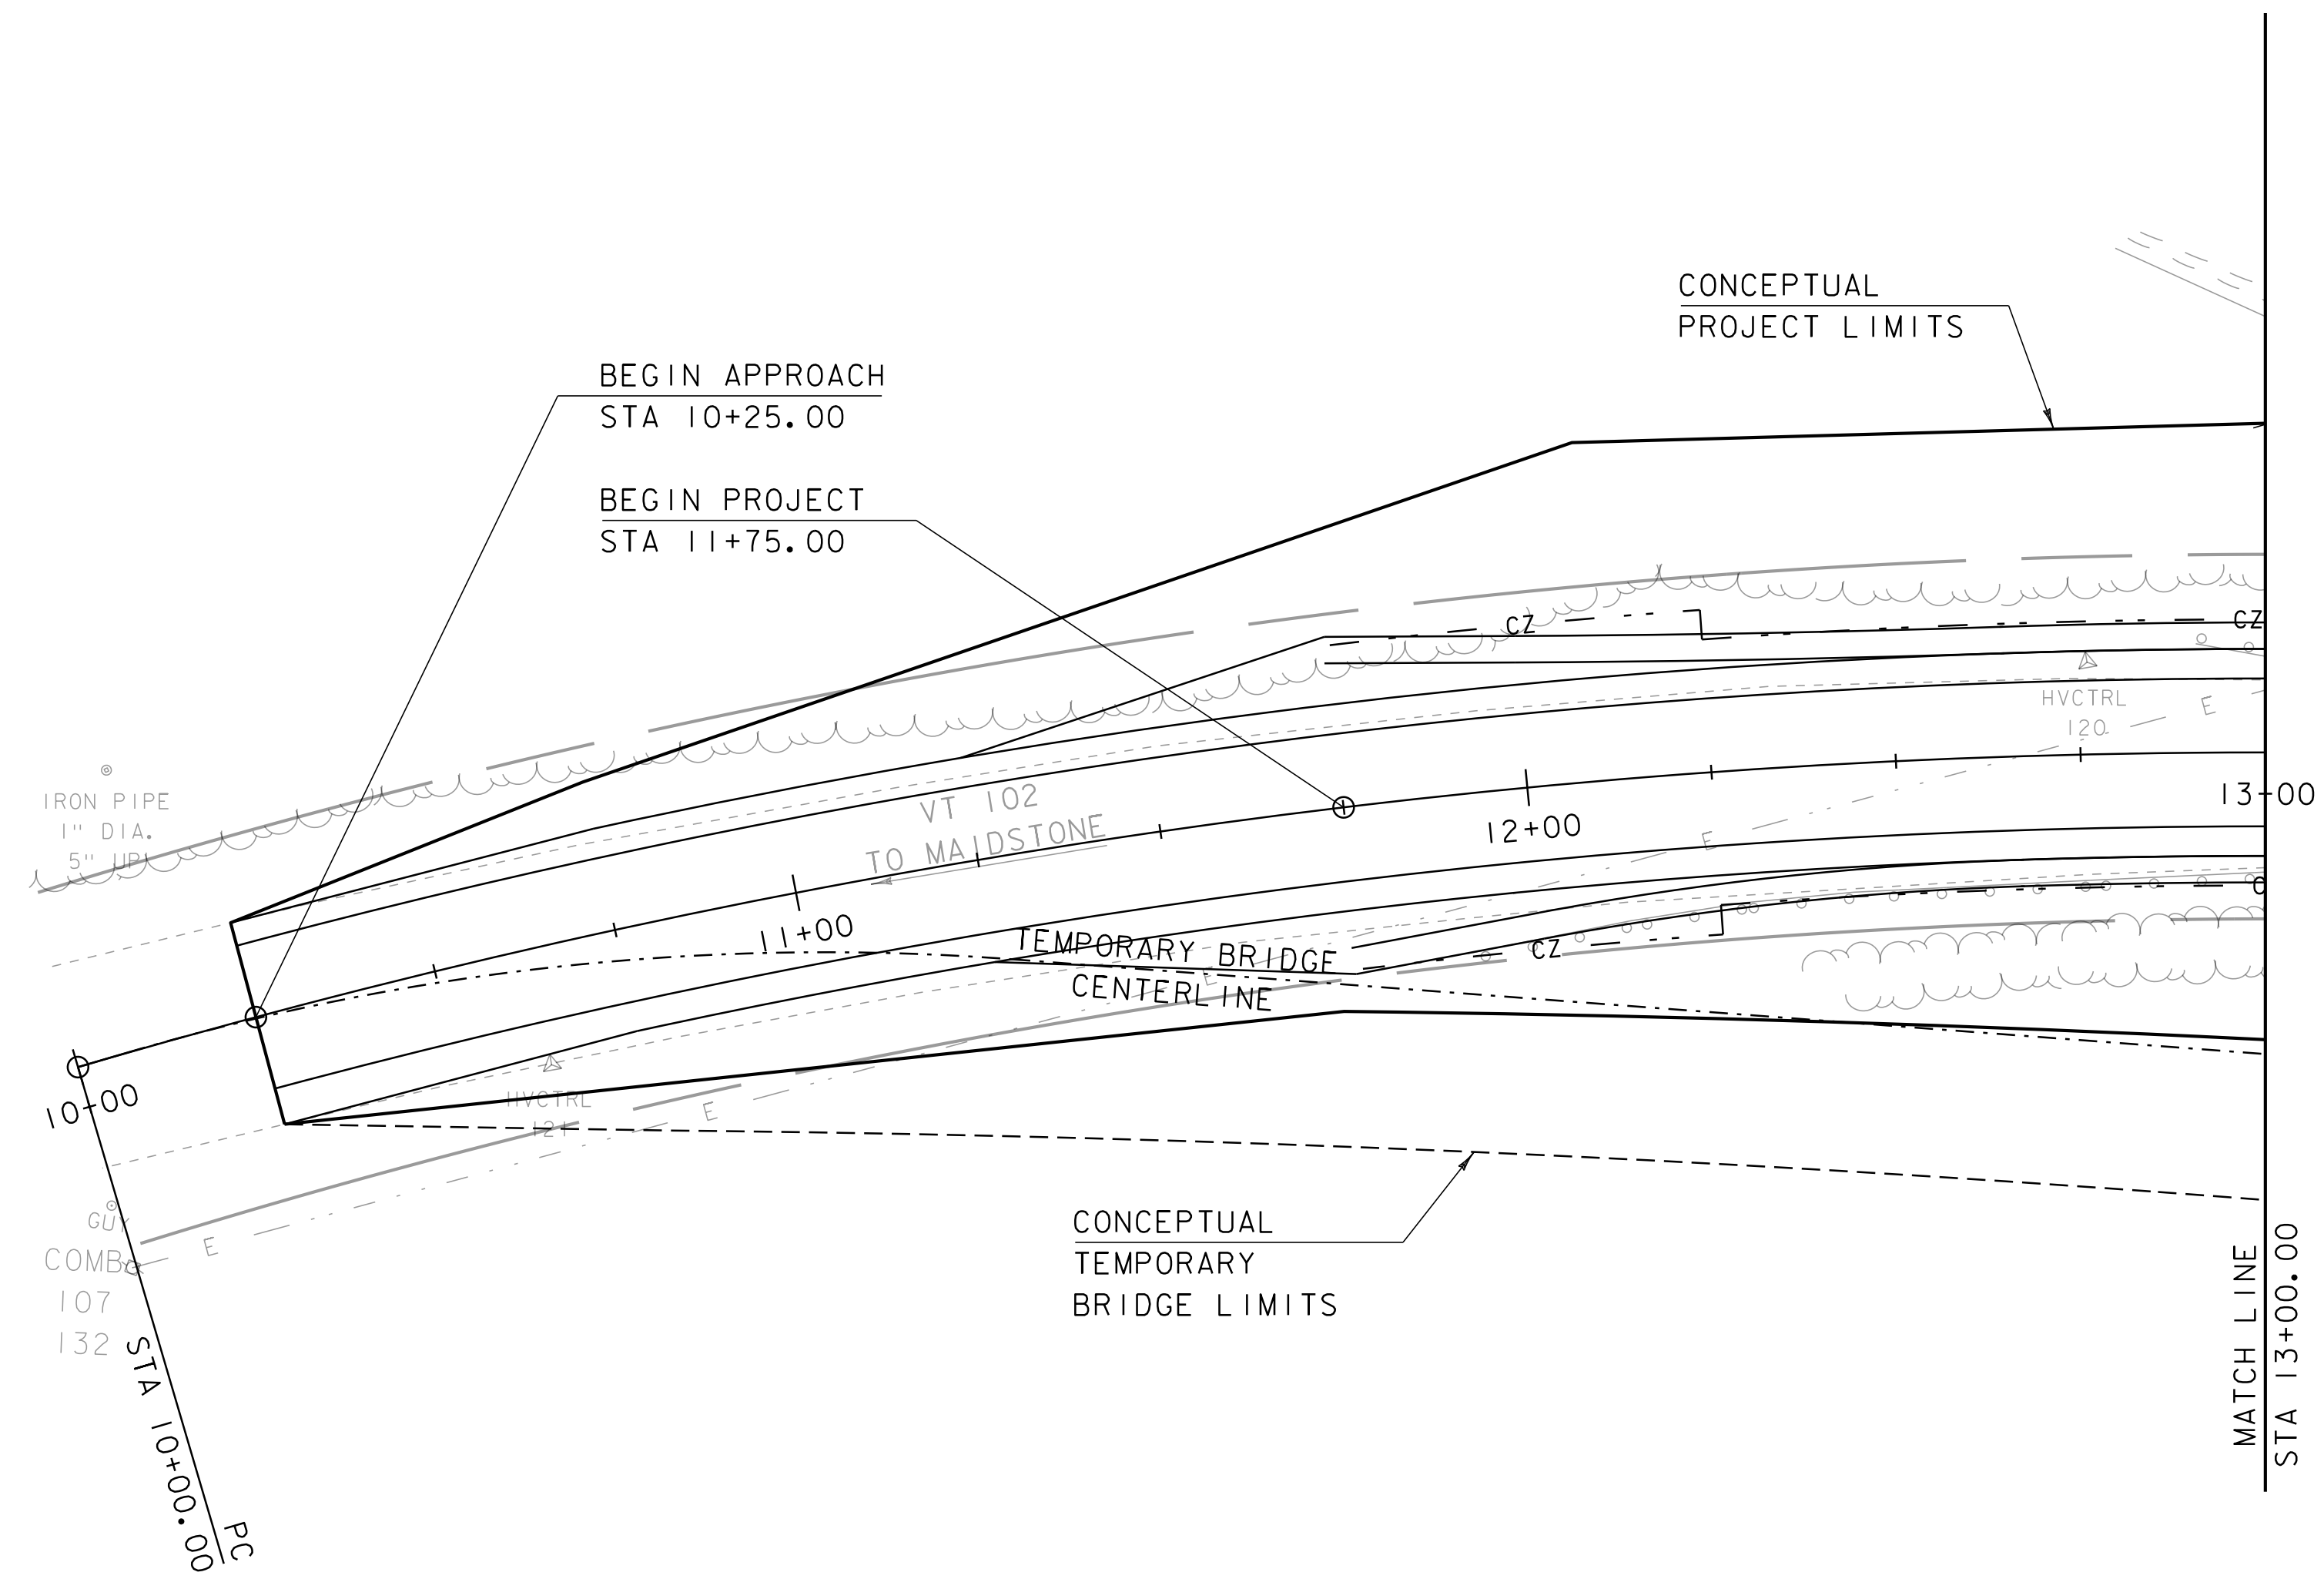 CONCEPTUAL
PROJECT LIMITS
BEGIN APPROACH
STA 10+25.00
BEGIN PROJECT
STA 11+75.00
CZ
CZ
HVCTRL
120
E
IRON PIPE
1" DIA.
5" UP
VT 102
TO MAIDSTONE
12+00
13+00
E
11+00
TEMPORARY BRIDGE
CENTERLINE
CZ
E
10+00
HVCTRL
121
E
GUY
COMB
107
132
E
CONCEPTUAL
TEMPORARY
BRIDGE LIMITS
MATCH LINE
STA 13+00.00
STA 10+00.00
PC